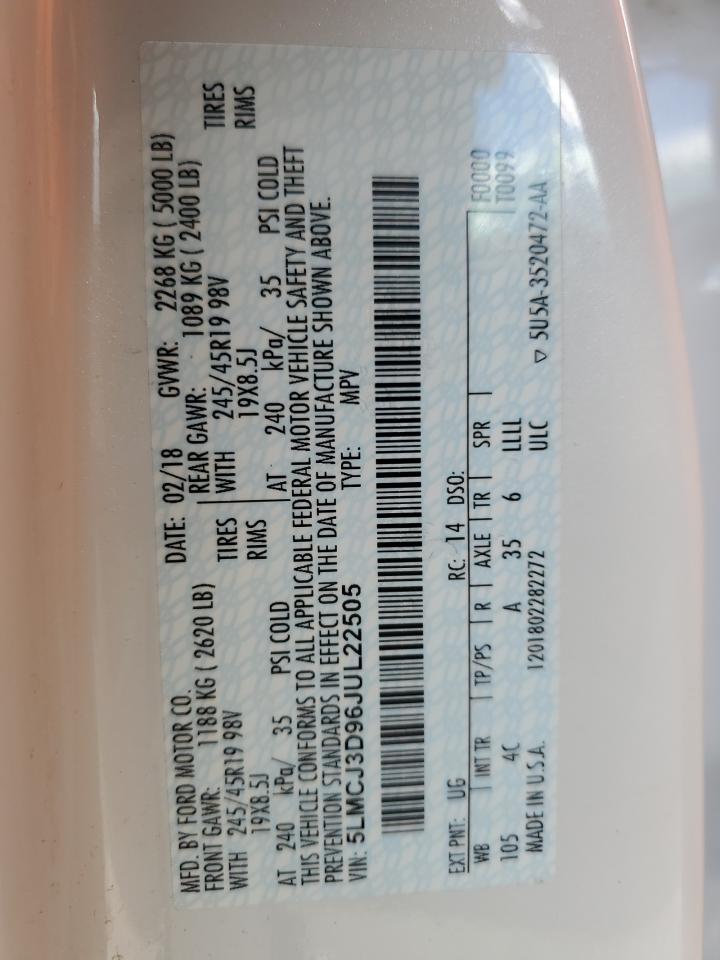 MFD. BY FORD MOTOR CO. DATE: 02/18 GVWR: 2268 KG ( 5000 LB)
FRONT GAWR: 1188 KG ( 2620 LB) REAR GAWR: 1089 KG ( 2400 LB)
WITH 245/45R19 98V TIRES WITH 245/45R19 98V TIRES
19X8.5J RIMS 19X8.5J RIMS
AT 240 kPa/ 35 PSI COLD AT 240 kPa/ 35 PSI COLD
THIS VEHICLE CONFORMS TO ALL APPLICABLE FEDERAL MOTOR VEHICLE SAFETY AND THEFT
PREVENTION STANDARDS IN EFFECT ON THE DATE OF MANUFACTURE SHOWN ABOVE.
VIN: 5LMCJ3D96JUL22505 TYPE: MPV
EXT PNT: UG RC: 14 DSO: F0000
WB INT TR TP/PS R AXLE TR SPR T0099
105 4C A 35 6 LLLL
MADE IN U.S.A. 1201802282272 ULC ▽ 5U5A-3520472-AA